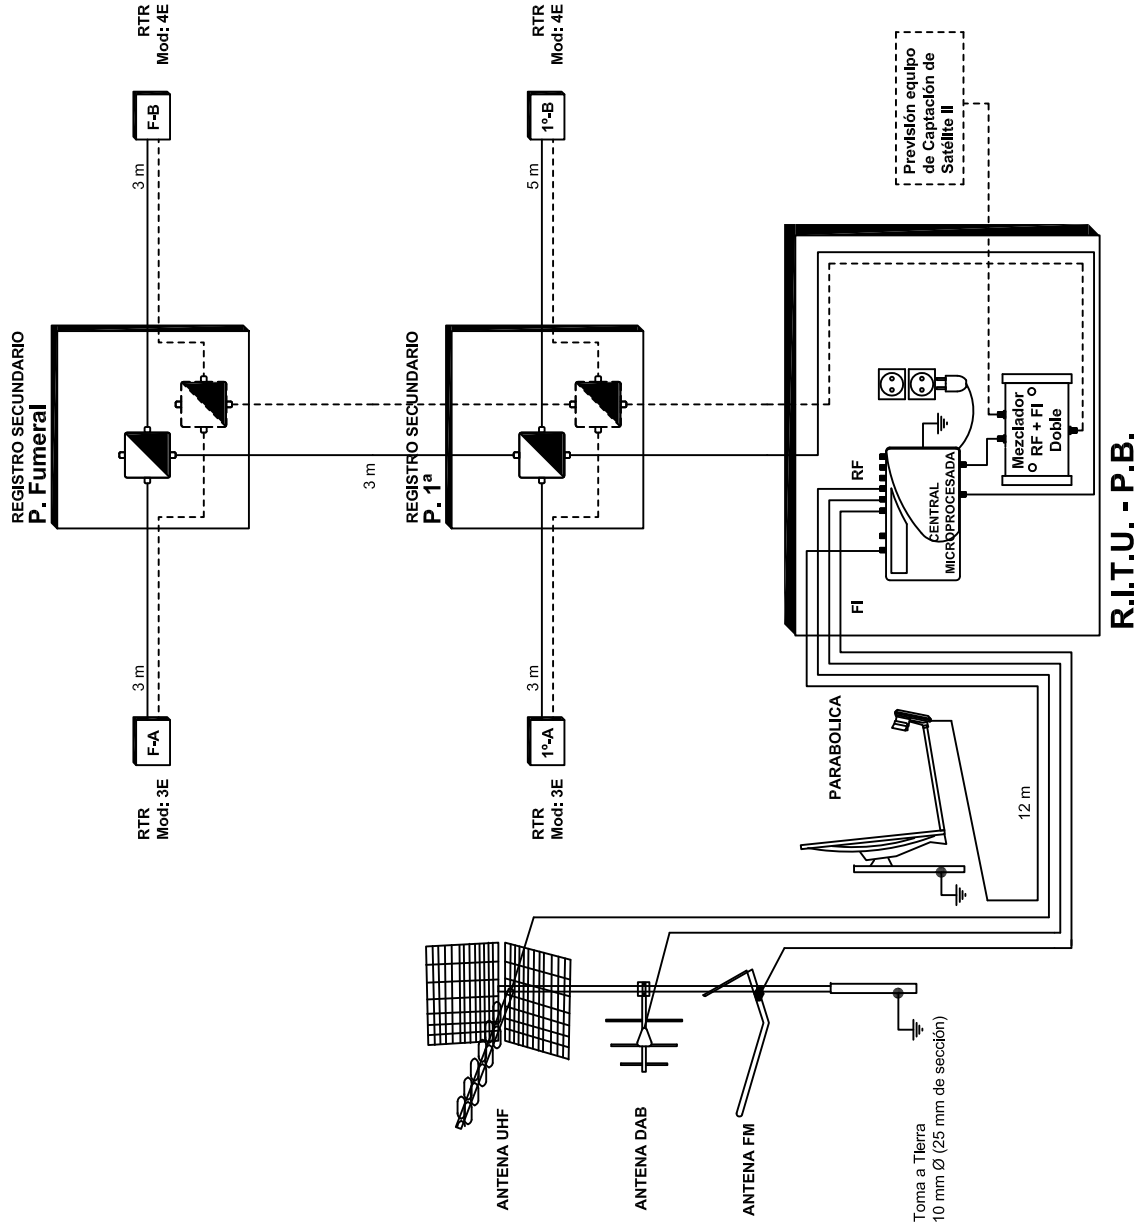 REGISTRO SECUNDARIO
P. Fumeral
RTR
Mod: 3E
F-A
3 m
3 m
F-B
RTR
Mod: 4E
3 m
REGISTRO SECUNDARIO
P. 1ª
RTR
Mod: 3E
1º-A
3 m
5 m
1º-B
RTR
Mod: 4E
Previsión equipo
de Captación de
Satélite II
RF
FI
CENTRAL
MICROPROCESADA
Mezclador
RF + FI
Doble
R.I.T.U. - P.B.
PARABOLICA
12 m
ANTENA UHF
ANTENA DAB
ANTENA FM
Toma a Tierra
10 mm Ø (25 mm de sección)